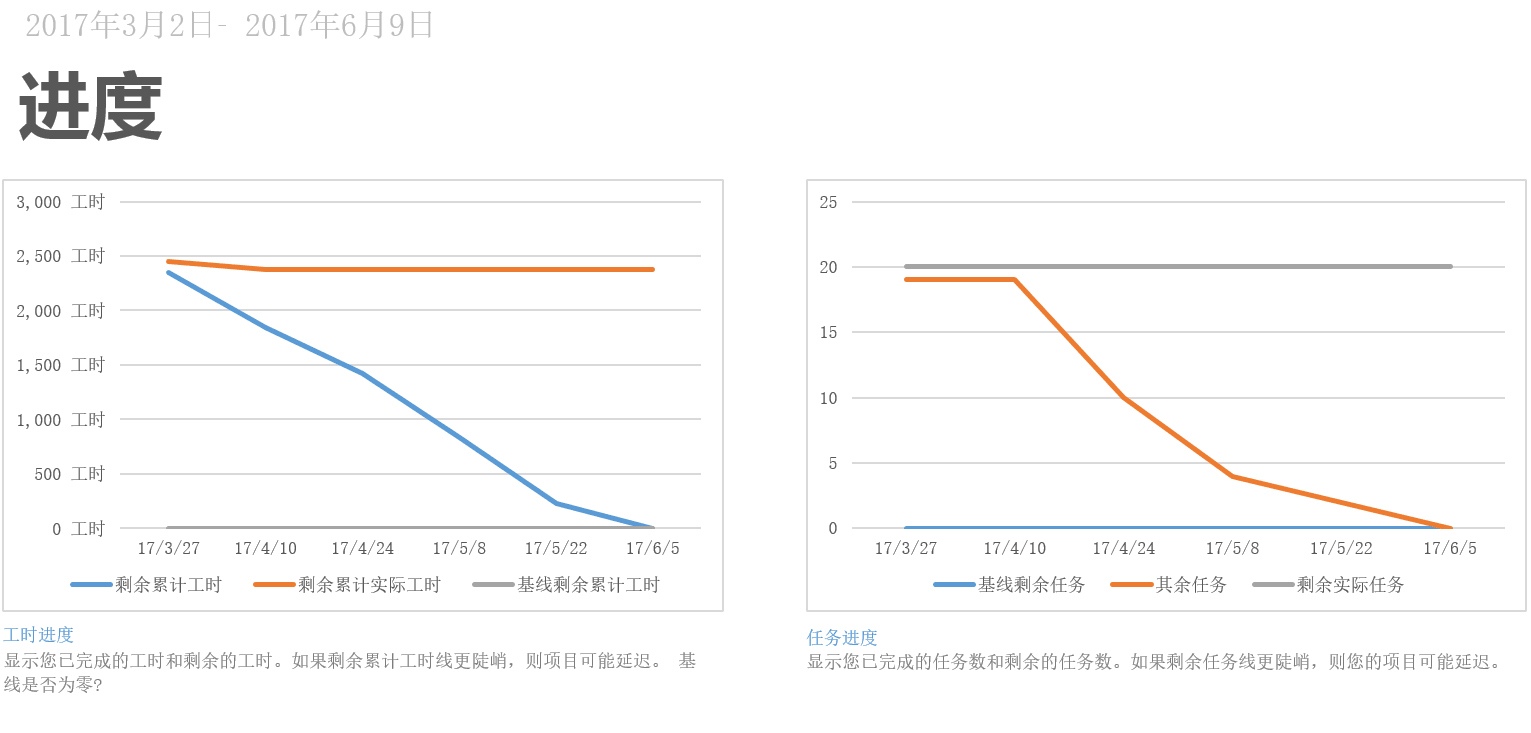 2017年3月2日- 2017年6月9日
进度
3,000 工时
2,500 工时
2,000 工时
1,500 工时
1,000 工时
500 工时
0 工时
17/3/27 17/4/10 17/4/24 17/5/8 17/5/22 17/6/5
剩余累计工时 剩余累计实际工时 基线剩余累计工时
工时进度
显示您已完成的工时和剩余的工时。如果剩余累计工时线更陡峭，则项目可能延迟。 基
线是否为零?
25
20
15
10
5
0
17/3/27 17/4/10 17/4/24 17/5/8 17/5/22 17/6/5
基线剩余任务 其余任务 剩余实际任务
任务进度
显示您已完成的任务数和剩余的任务数。如果剩余任务线更陡峭，则您的项目可能延迟。